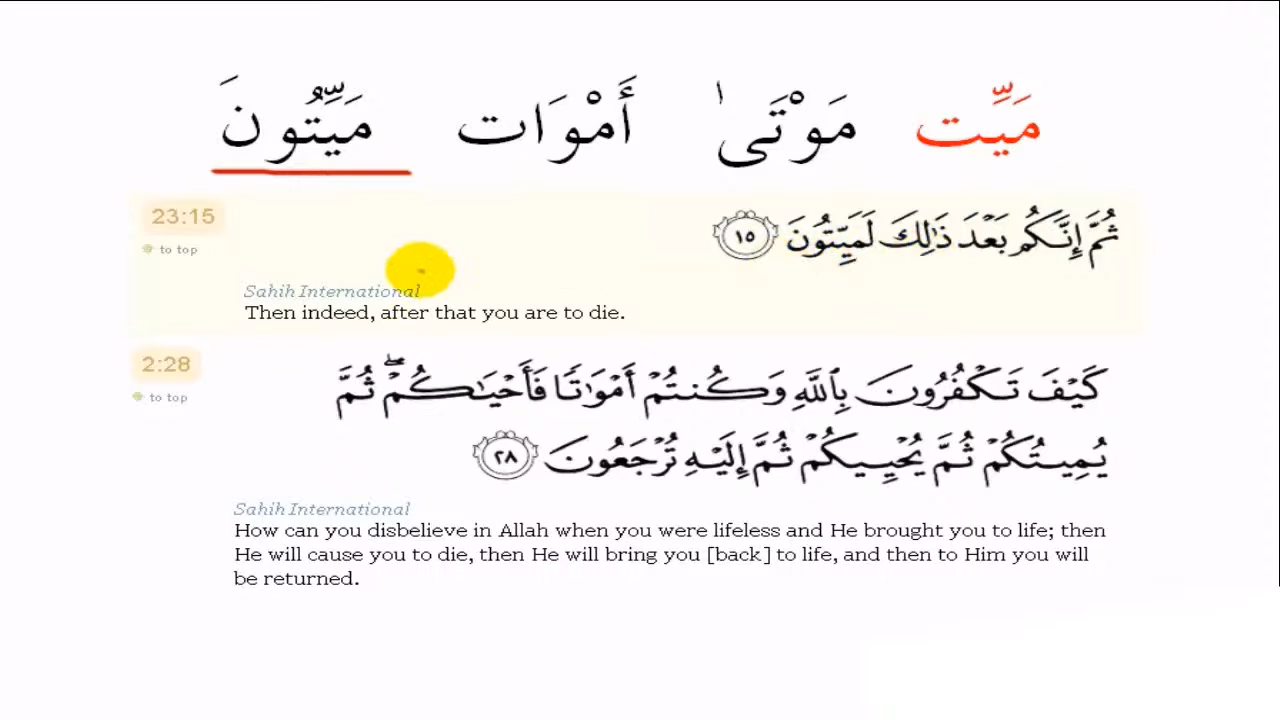 مَيِّت مَوْتَىٰ أَمْوَات مَيِّتُونَ
23:15
to top
ثُمَّ إِنَّكُم بَعْدَ ذَٰلِكَ لَمَيِّتُونَ ١٥
Sahih International
Then indeed, after that you are to die.
2:28
to top
كَيْفَ تَكْفُرُونَ بِاللَّهِ وَكُنتُمْ أَمْوَٰتًا فَأَحْيَـٰكُمْ ۖ ثُمَّ
يُمِيتُكُمْ ثُمَّ يُحْيِيكُمْ ثُمَّ إِلَيْهِ تُرْجَعُونَ ٢٨
Sahih International
How can you disbelieve in Allah when you were lifeless and He brought you to life; then
He will cause you to die, then He will bring you [back] to life, and then to Him you will
be returned.